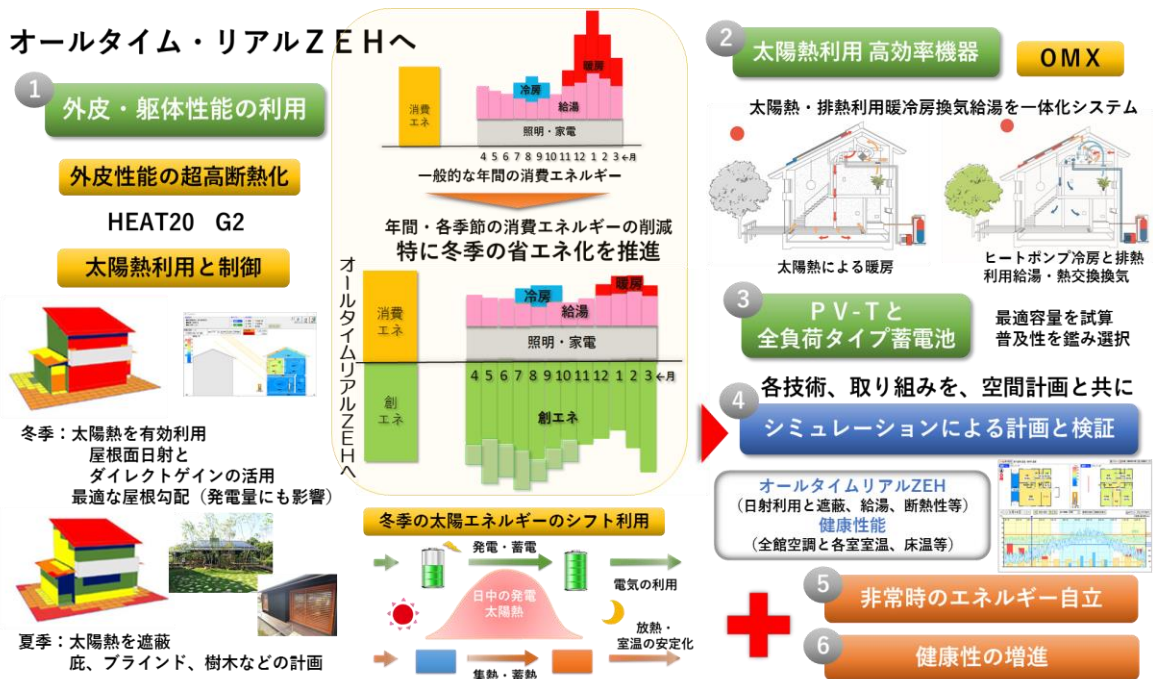 オールタイム・リアルＺＥＨへ
1
外皮・躯体性能の利用
外皮性能の超高断熱化
HEAT20　G2
太陽熱利用と制御
冬季：太陽熱を有効利用
屋根面日射と
ダイレクトゲインの活用
最適な屋根勾配（発電量にも影響）
夏季：太陽熱を遮蔽
庇、ブラインド、樹木などの計画
消費
エネ
冷房
暖房
給湯
照明・家電
4 5 6 7 8 9 10 11 12 1 2 3 ←月
一般的な年間の消費エネルギー
年間・各季節の消費エネルギーの削減
特に冬季の省エネ化を推進
オールタイムリアルZEHへ
消費
エネ
冷房
暖房
給湯
照明・家電
4 5 6 7 8 9 10 11 12 1 2 3 ←月
創
エネ
創エネ
冬季の太陽エネルギーのシフト利用
発電・蓄電
電気の利用
日中の発電
太陽熱
放熱・
室温の安定化
集熱・蓄熱
2
太陽熱利用 高効率機器
ＯＭＸ
太陽熱・排熱利用暖冷房換気給湯を一体化システム
太陽熱による暖房
ヒートポンプ冷房と排熱
利用給湯・熱交換換気
3
ＰＶ-Ｔと
全負荷タイプ蓄電池
最適容量を試算
普及性を鑑み選択
各技術、取り組みを、空間計画と共に
4
シミュレーションによる計画と検証
オールタイムリアルZEH
（日射利用と遮蔽、給湯、断熱性等）
健康性能
（全館空調と各室室温、床温等）
5
非常時のエネルギー自立
6
健康性の増進